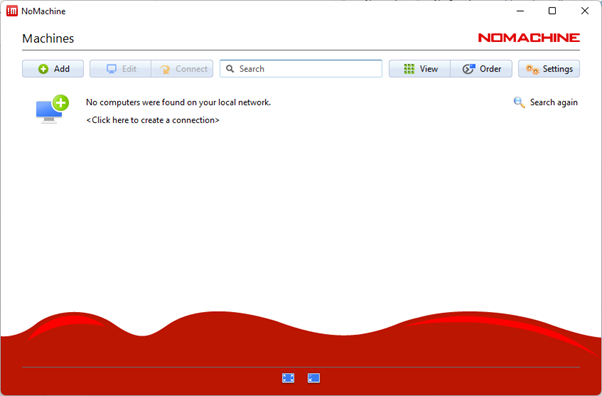 NoMachine
Machines
NOMACHINE
Add
Edit
Connect
Search
View
Order
Settings
No computers were found on your local network.
Search again
<Click here to create a connection>